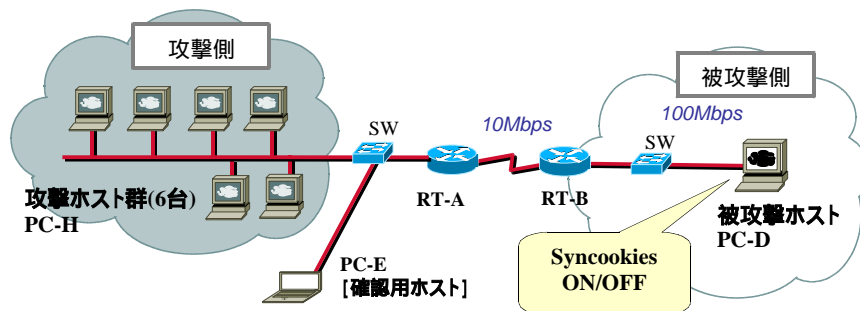 攻撃側
被攻撃側
10Mbps
100Mbps
SW
SW
RT-A
RT-B
攻撃ホスト群(6台)
PC-H
被攻撃ホスト
PC-D
PC-E
[確認用ホスト]
Syncookies
ON/OFF